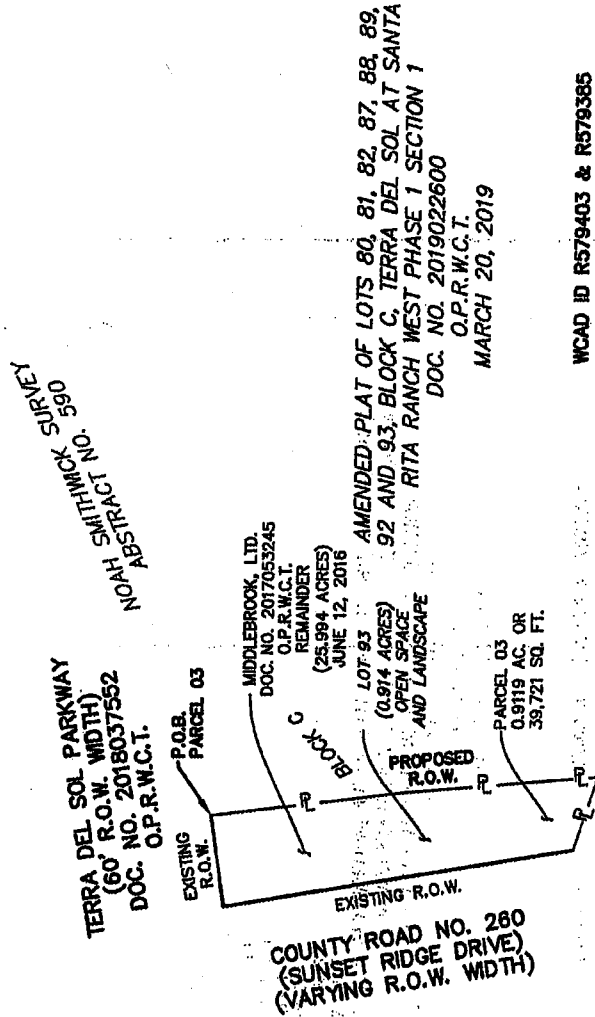 NOAH SMITHWICK SURVEY
ABSTRACT NO. 590
TERRA DEL SOL PARKWAY
(60' R.O.W. WIDTH)
DOC. NO. 2018037552
O.P.R.W.C.T.
P.O.B.
PARCEL 03
EXISTING
R.O.W.
MIDDLEBROOK, LTD.
DOC. NO. 2017053245
O.P.R.W.C.T.
REMAINDER
(25.994 ACRES)
JUNE 12, 2016
BLOCK C
LOT 93
(0.914 ACRES)
OPEN SPACE
AND LANDSCAPE
AMENDED PLAT OF LOTS 80, 81, 82, 87, 88, 89,
92 AND 93, BLOCK C, TERRA DEL SOL AT SANTA
RITA RANCH WEST PHASE 1 SECTION 1
DOC. NO. 2019022600
O.P.R.W.C.T.
MARCH 20, 2019
PROPOSED
R.O.W.
PARCEL 03
0.9119 AC. OR
39,721 SQ. FT.
PL
PL
PL
PL
EXISTING R.O.W.
COUNTY ROAD NO. 260
(SUNSET RIDGE DRIVE)
(VARYING R.O.W. WIDTH)
WCAD ID R579403 & R579385